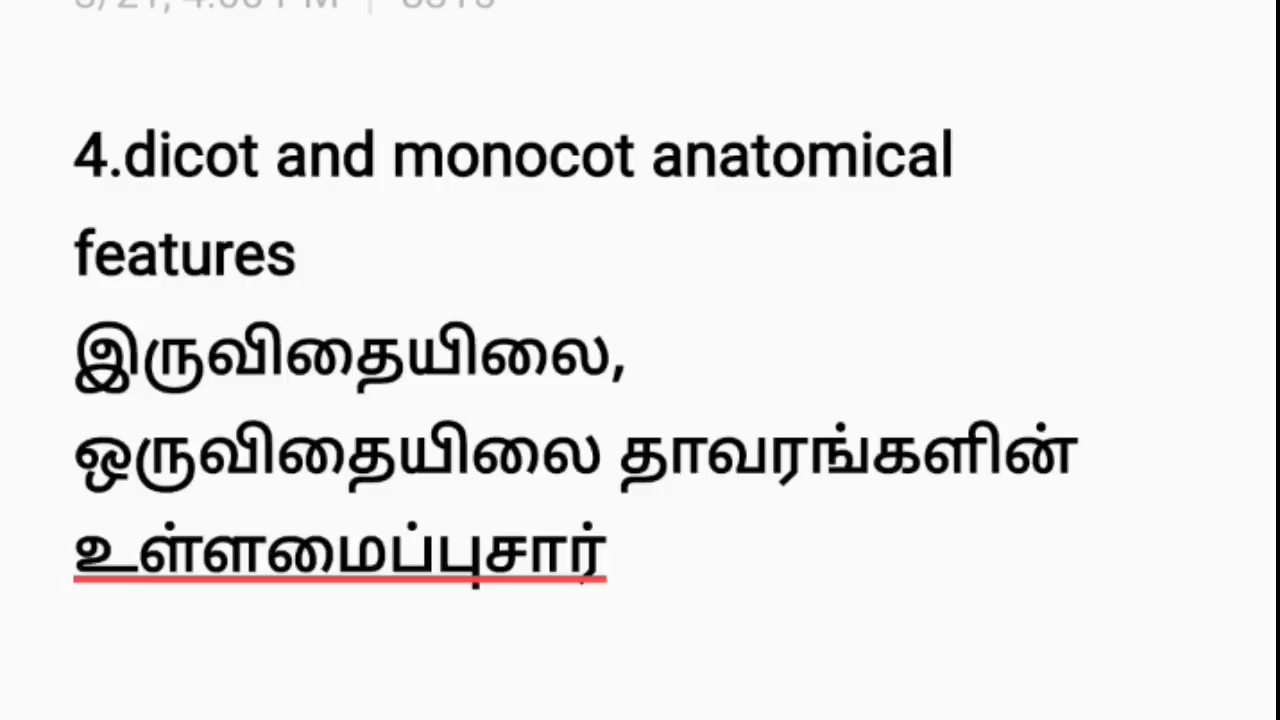 4.dicot and monocot anatomical
features
இருவிதையிலை,
ஒருவிதையிலை தாவரங்களின்
உள்ளமைப்புசார்